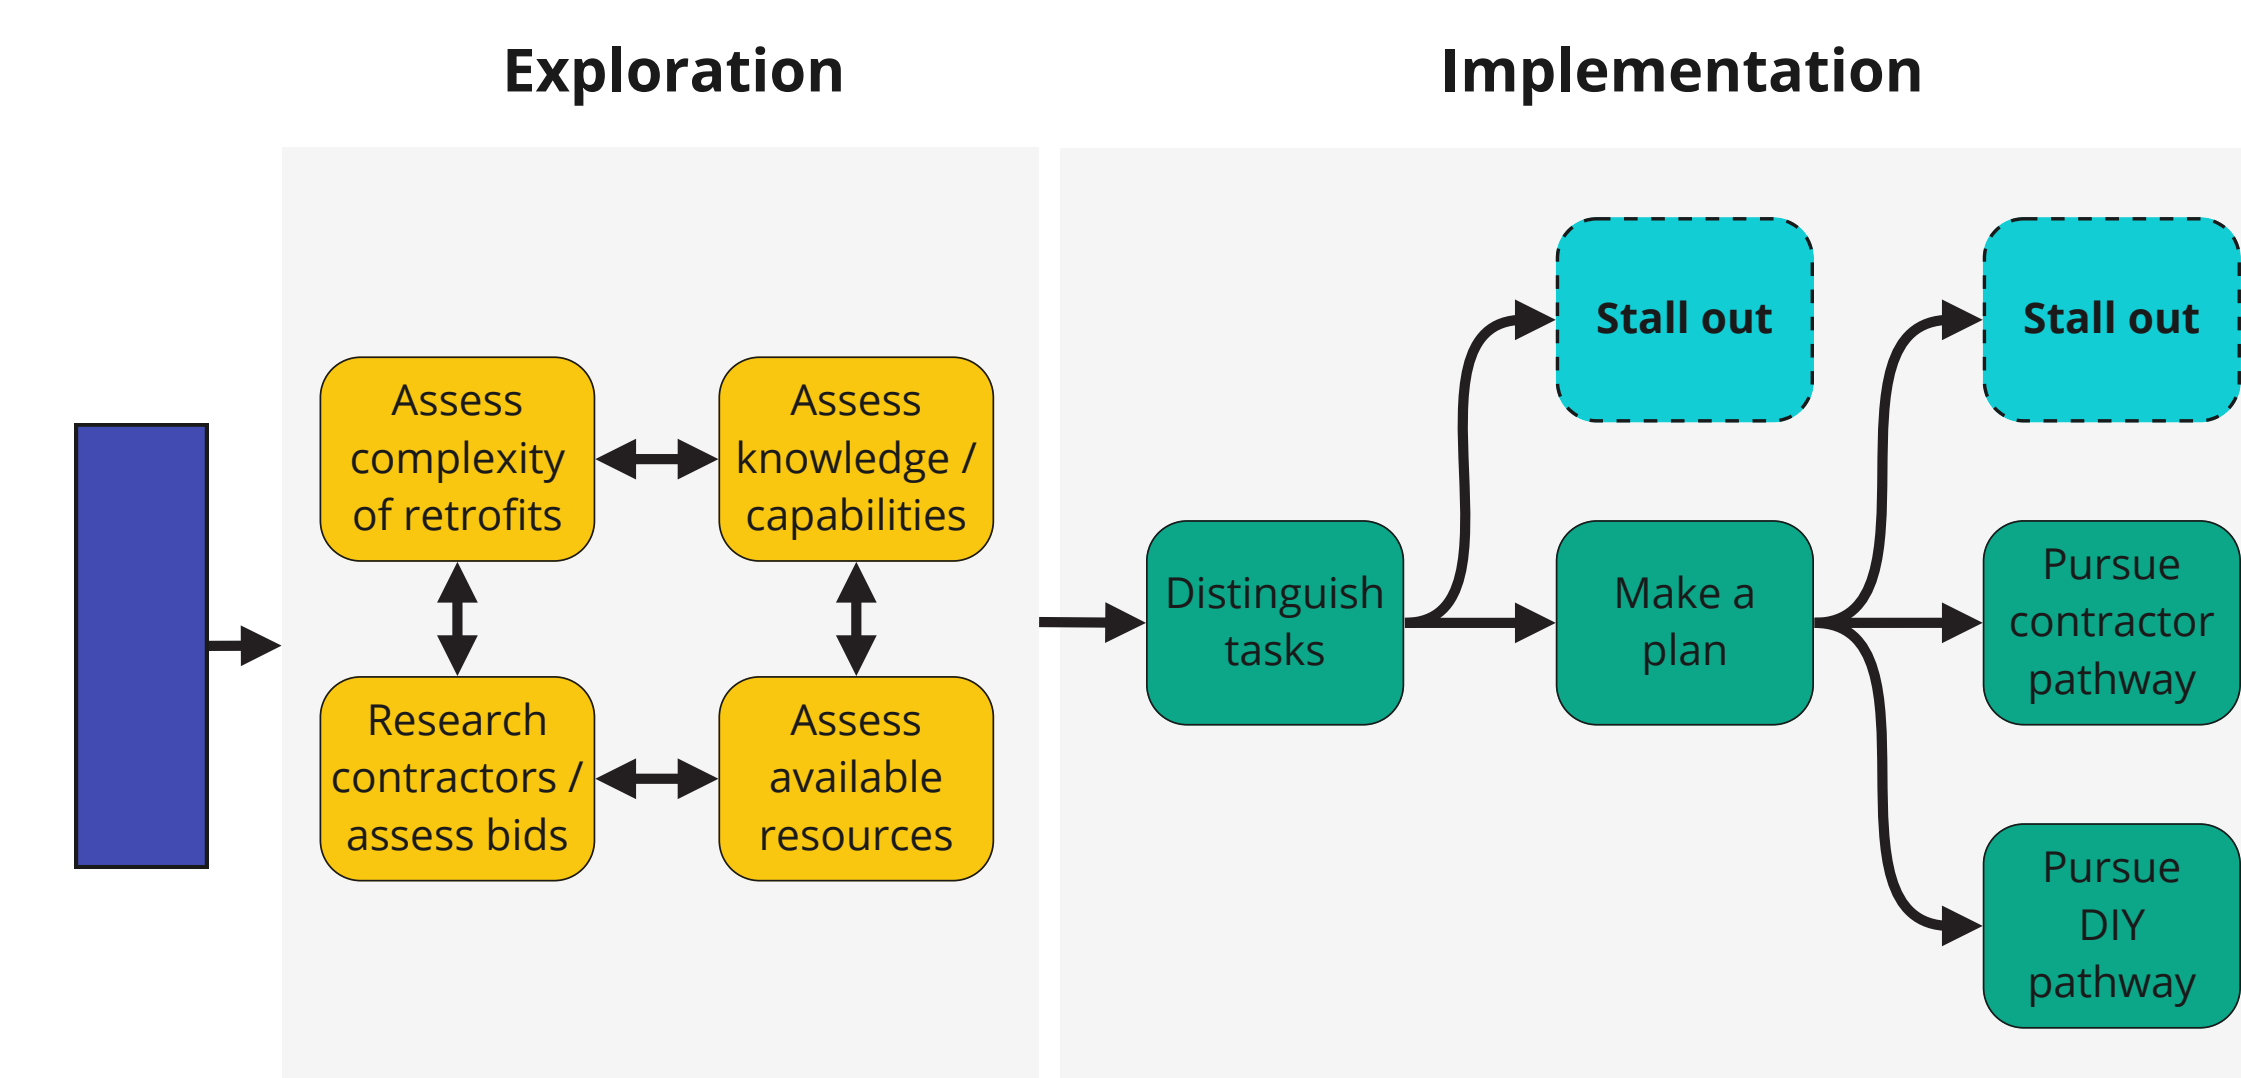 Exploration
Implementation
Assess
complexity
of retrofits
Assess
knowledge /
capabilities
Research
contractors /
assess bids
Assess
available
resources
Distinguish
tasks
Stall out
Make a
plan
Stall out
Pursue
contractor
pathway
Pursue
DIY
pathway